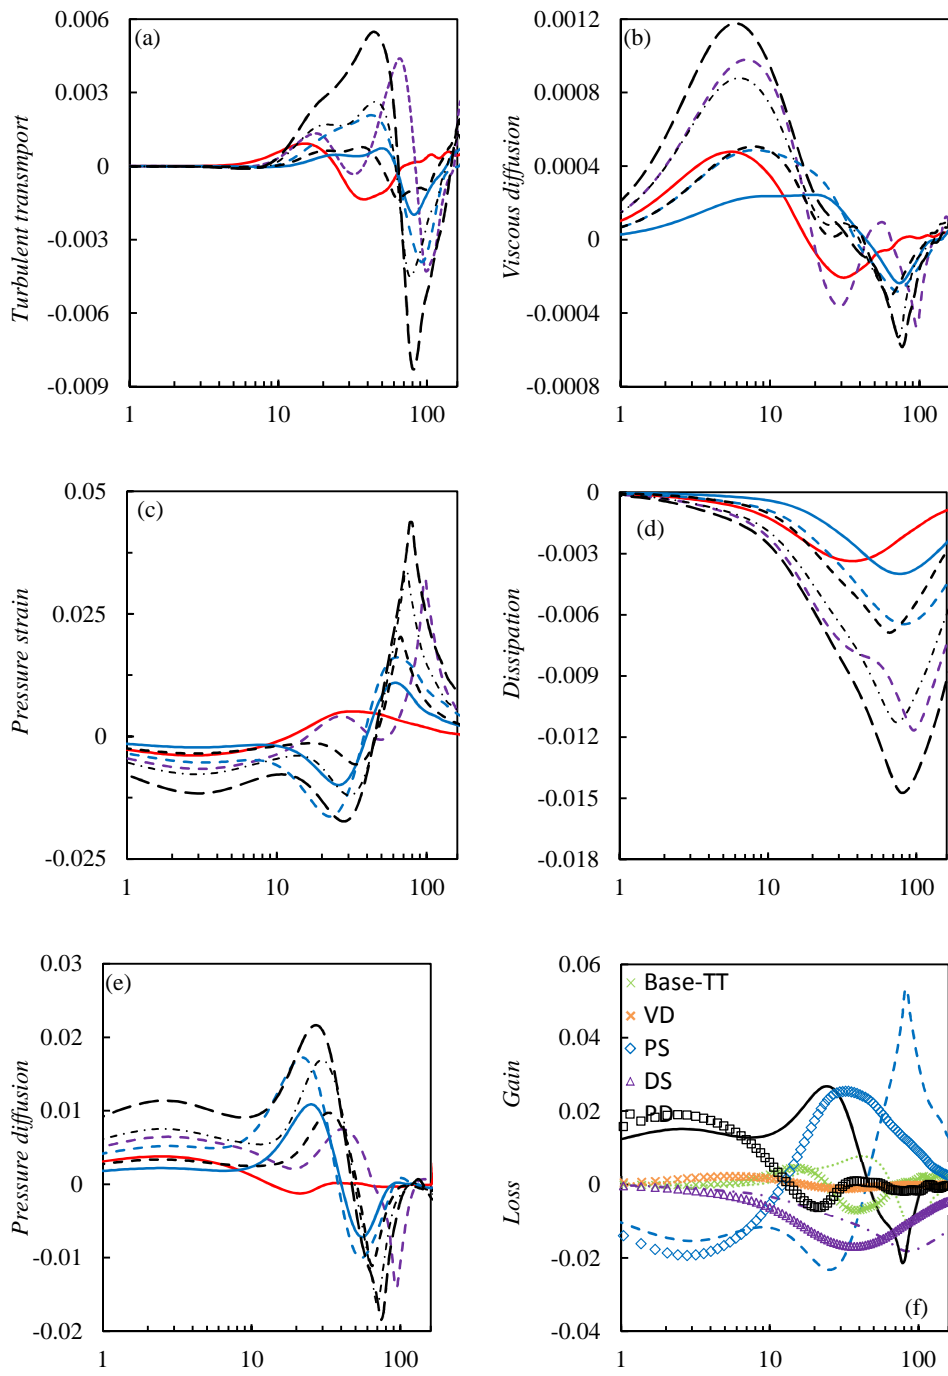 0.006
(a)
0.003
0
-0.003
-0.006
-0.009
1
10
100
Turbulent transmport
0.0012
(b)
0.0008
0.0004
0
-0.0004
-0.0008
1
10
100
Viscous diffusion
0.05
(c)
0.025
0
-0.025
1
10
100
Pressure strain
0
(d)
-0.003
-0.006
-0.009
-0.012
-0.015
-0.018
1
10
100
Dissipation
0.03
(e)
0.02
0.01
0
-0.01
-0.02
1
10
100
Pressure diffusion
0.06
Base-TT
VD
0.04
PS
DS
0.02
PD
0
-0.02
(f)
-0.04
1
10
100
Loss
Gain